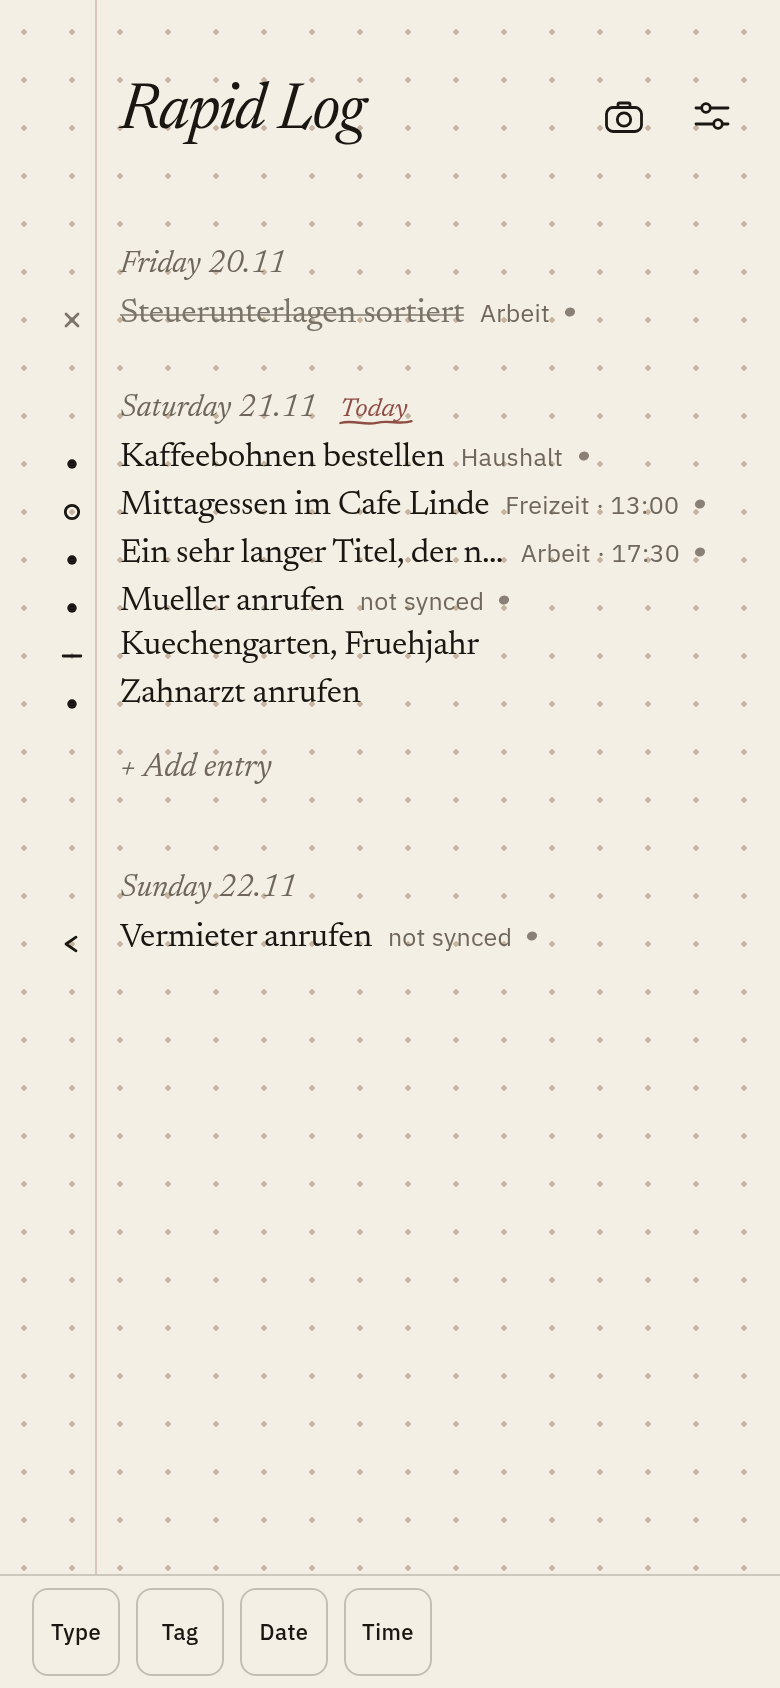 Rapid Log
Friday 20.11
× Steuerunterlagen sortiert Arbeit •
Saturday 21.11 Today
• Kaffeebohnen bestellen Haushalt •
○ Mittagessen im Cafe Linde Freizeit · 13:00 •
• Ein sehr langer Titel, der n... Arbeit · 17:30 •
• Mueller anrufen not synced •
– Kuechengarten, Fruehjahr
• Zahnarzt anrufen
+ Add entry
Sunday 22.11
< Vermieter anrufen not synced •
Type Tag Date Time